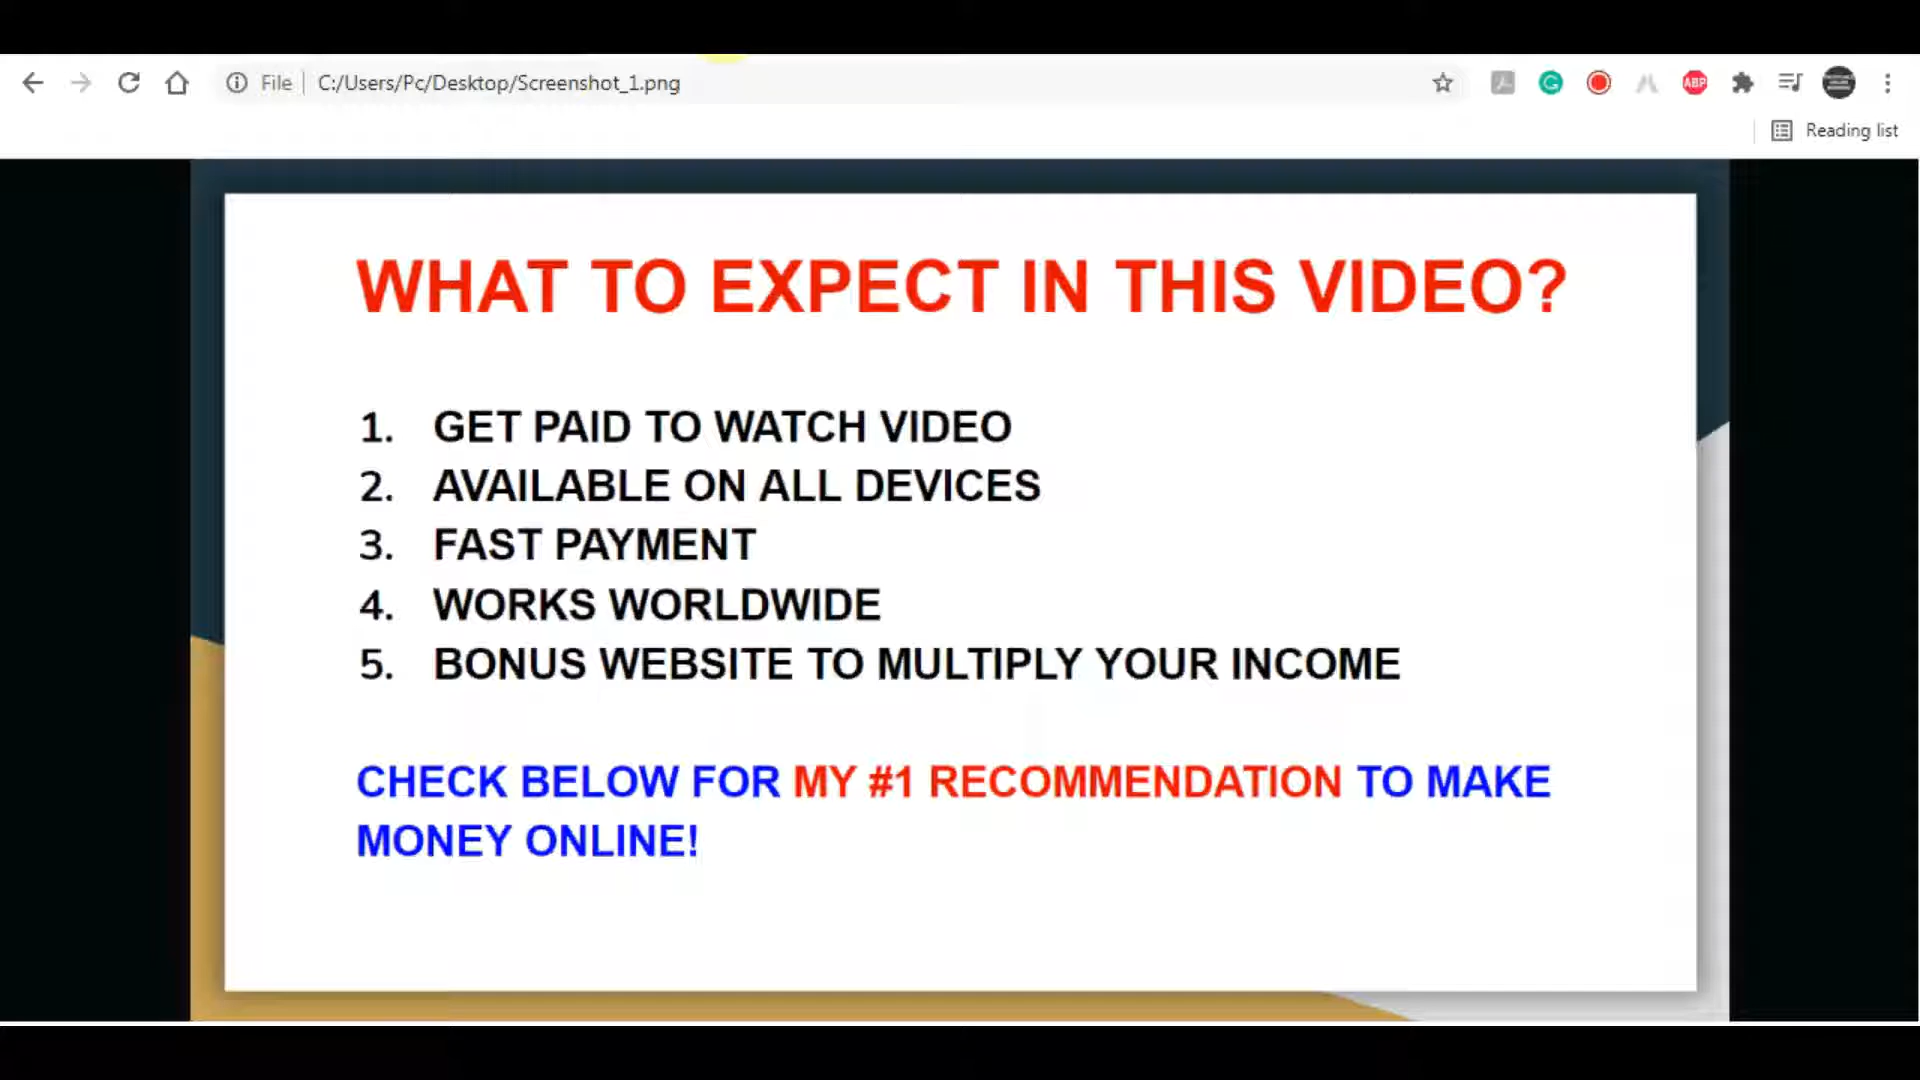 File C:/Users/Pc/Desktop/Screenshot_1.png
ABP
Reading list
WHAT TO EXPECT IN THIS VIDEO?
1. GET PAID TO WATCH VIDEO
2. AVAILABLE ON ALL DEVICES
3. FAST PAYMENT
4. WORKS WORLDWIDE
5. BONUS WEBSITE TO MULTIPLY YOUR INCOME
CHECK BELOW FOR MY #1 RECOMMENDATION TO MAKE
MONEY ONLINE!